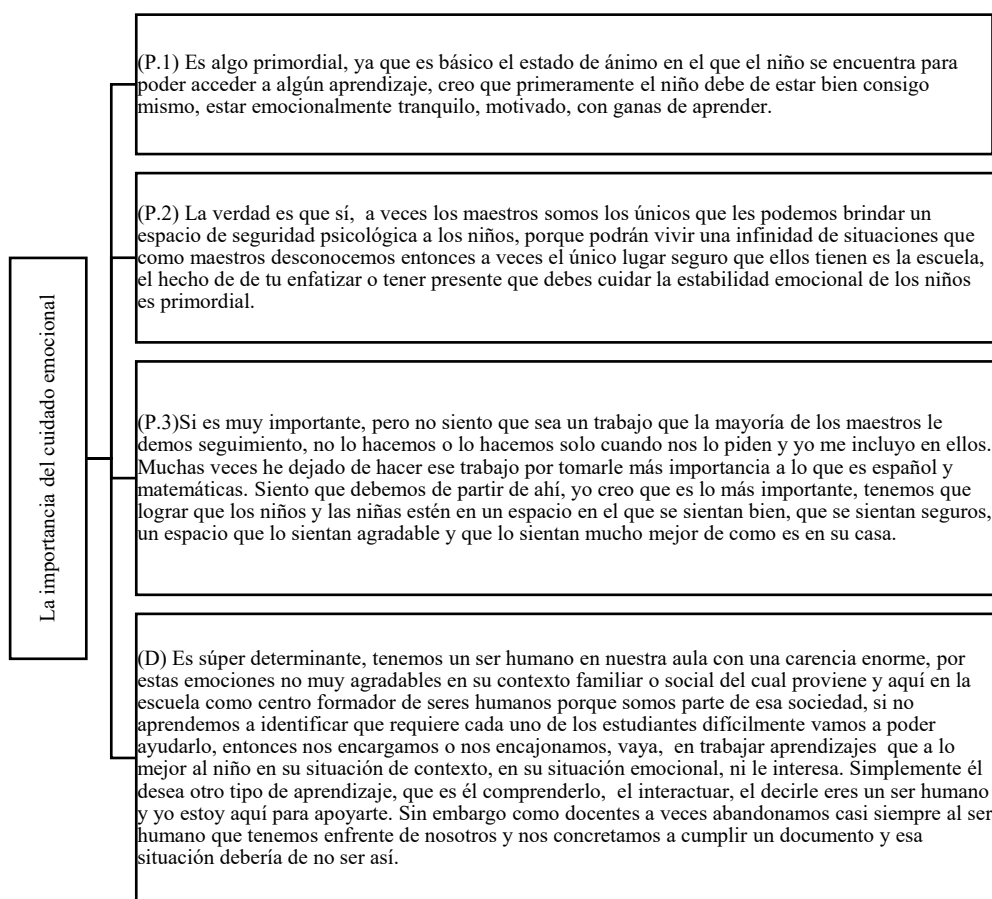 La importancia del cuidado emocional
(P.1) Es algo primordial, ya que es básico el estado de ánimo en el que el niño se encuentra para
poder acceder a algún aprendizaje, creo que primeramente el niño debe de estar bien consigo
mismo, estar emocionalmente tranquilo, motivado, con ganas de aprender.
(P.2) La verdad es que sí, a veces los maestros somos los únicos que les podemos brindar un
espacio de seguridad psicológica a los niños, porque podrán vivir una infinidad de situaciones que
como maestros desconocemos entonces a veces el único lugar seguro que ellos tienen es la escuela,
el hecho de de tu enfatizar o tener presente que debes cuidar la estabilidad emocional de los niños
es primordial.
(P.3)Si es muy importante, pero no siento que sea un trabajo que la mayoría de los maestros le
demos seguimiento, no lo hacemos o lo hacemos solo cuando nos lo piden y yo me incluyo en ellos.
Muchas veces he dejado de hacer ese trabajo por tomarle más importancia a lo que es español y
matemáticas. Siento que debemos de partir de ahí, yo creo que es lo más importante, tenemos que
lograr que los niños y las niñas estén en un espacio en el que se sientan bien, que se sientan seguros,
un espacio que lo sientan agradable y que lo sientan mucho mejor de como es en su casa.
(D) Es súper determinante, tenemos un ser humano en nuestra aula con una carencia enorme, por
estas emociones no muy agradables en su contexto familiar o social del cual proviene y aquí en la
escuela como centro formador de seres humanos porque somos parte de esa sociedad, si no
aprendemos a identificar que requiere cada uno de los estudiantes difícilmente vamos a poder
ayudarlo, entonces nos encargamos o nos encajonamos, vaya, en trabajar aprendizajes que a lo
mejor al niño en su situación de contexto, en su situación emocional, ni le interesa. Simplemente él
desea otro tipo de aprendizaje, que es él comprenderlo, el interactuar, el decirle eres un ser humano
y yo estoy aquí para apoyarte. Sin embargo como docentes a veces abandonamos casi siempre al ser
humano que tenemos enfrente de nosotros y nos concretamos a cumplir un documento y esa
situación debería de no ser así.